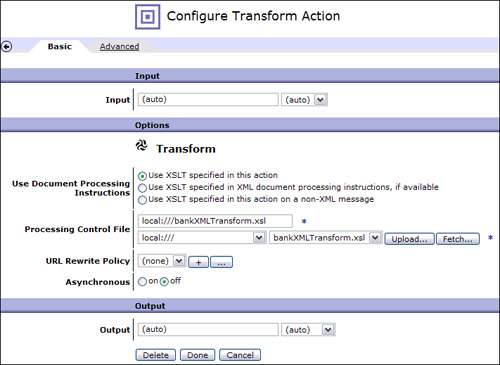 Configure Transform Action
Basic Advanced
Input
Input (auto) (auto)
Options
Transform
Use Document Processing Instructions
Use XSLT specified in this action
Use XSLT specified in XML document processing instructions, if available
Use XSLT specified in this action on a non-XML message
Processing Control File
local:///bankXMLTransform.xsl *
local:/// bankXMLTransform.xsl Upload... Fetch... *
URL Rewrite Policy (none) + ...
Asynchronous on off
Output
Output (auto) (auto)
Delete Done Cancel